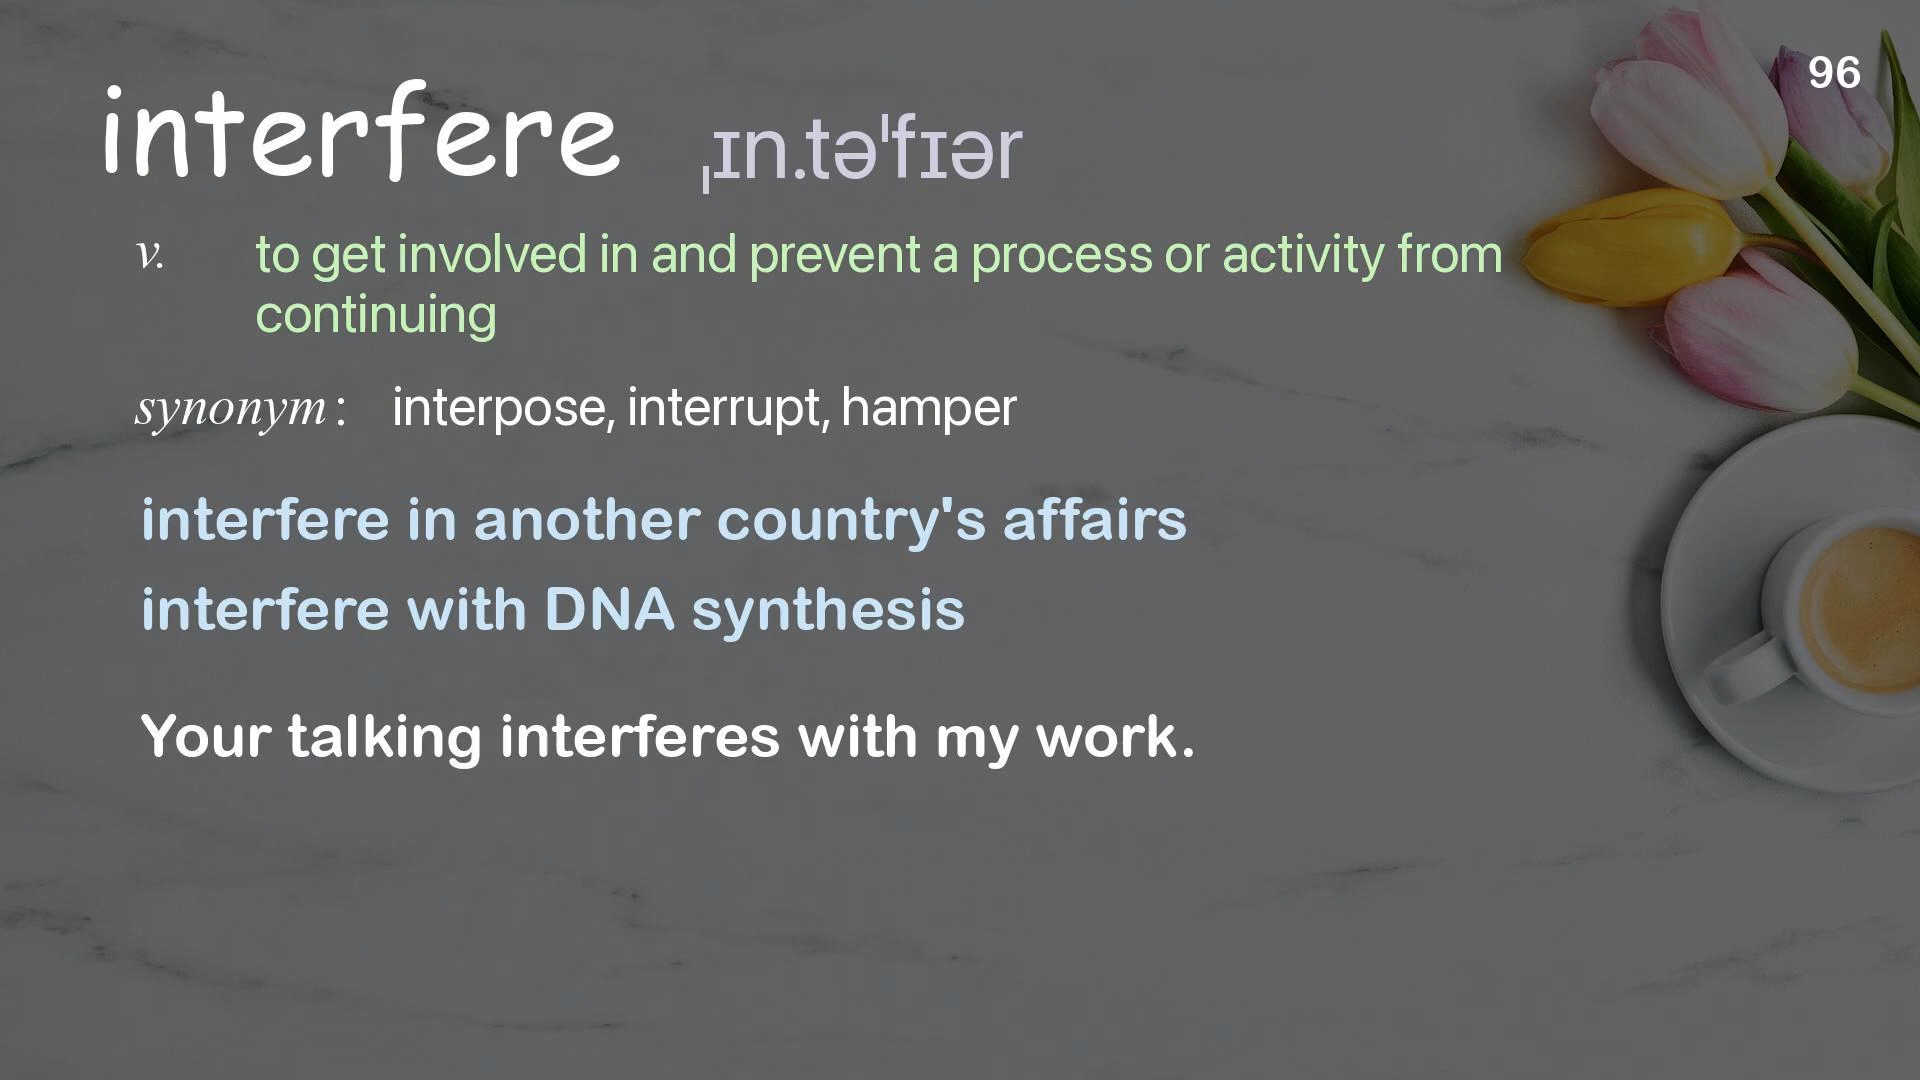 96
interfere ˌɪn.təˈfɪər
v. to get involved in and prevent a process or activity from
continuing
synonym: interpose, interrupt, hamper
interfere in another country's affairs
interfere with DNA synthesis
Your talking interferes with my work.